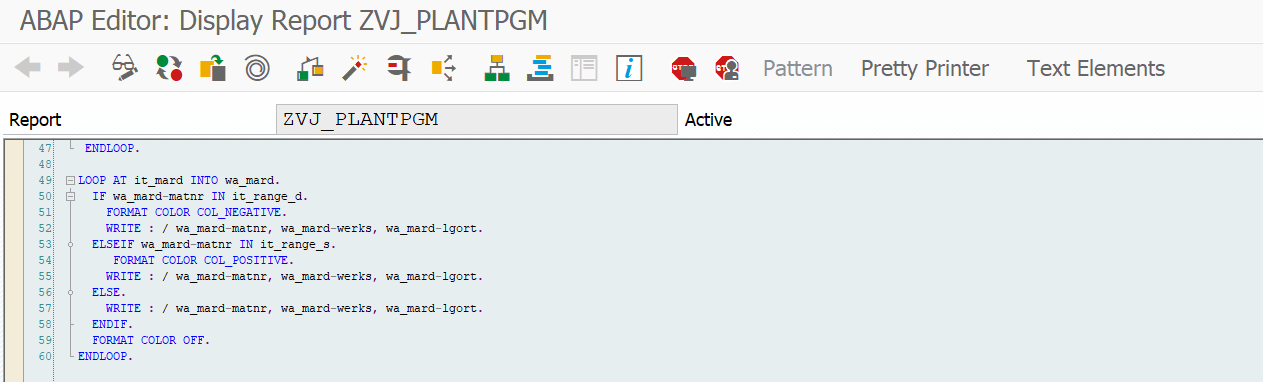 ABAP Editor: Display Report ZVJ_PLANTPGM
Pattern Pretty Printer Text Elements
Report ZVJ_PLANTPGM Active
47 ENDLOOP.
48
49 LOOP AT it_mard INTO wa_mard.
50 IF wa_mard-matnr IN it_range_d.
51 FORMAT COLOR COL_NEGATIVE.
52 WRITE : / wa_mard-matnr, wa_mard-werks, wa_mard-lgort.
53 ELSEIF wa_mard-matnr IN it_range_s.
54 FORMAT COLOR COL_POSITIVE.
55 WRITE : / wa_mard-matnr, wa_mard-werks, wa_mard-lgort.
56 ELSE.
57 WRITE : / wa_mard-matnr, wa_mard-werks, wa_mard-lgort.
58 ENDIF.
59 FORMAT COLOR OFF.
60 ENDLOOP.